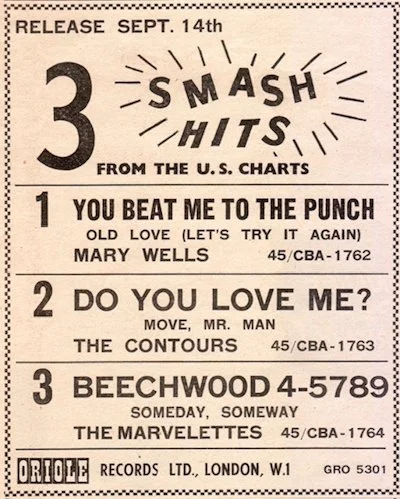 RELEASE SEPT. 14th
3 SMASH
HITS
FROM THE U.S. CHARTS
1 YOU BEAT ME TO THE PUNCH
OLD LOVE (LET'S TRY IT AGAIN)
MARY WELLS 45/CBA-1762
2 DO YOU LOVE ME?
MOVE, MR. MAN
THE CONTOURS 45/CBA-1763
3 BEECHWOOD 4-5789
SOMEDAY, SOMEWAY
THE MARVELETTES 45/CBA-1764
ORIOLE RECORDS LTD., LONDON, W.1 GRO 5301